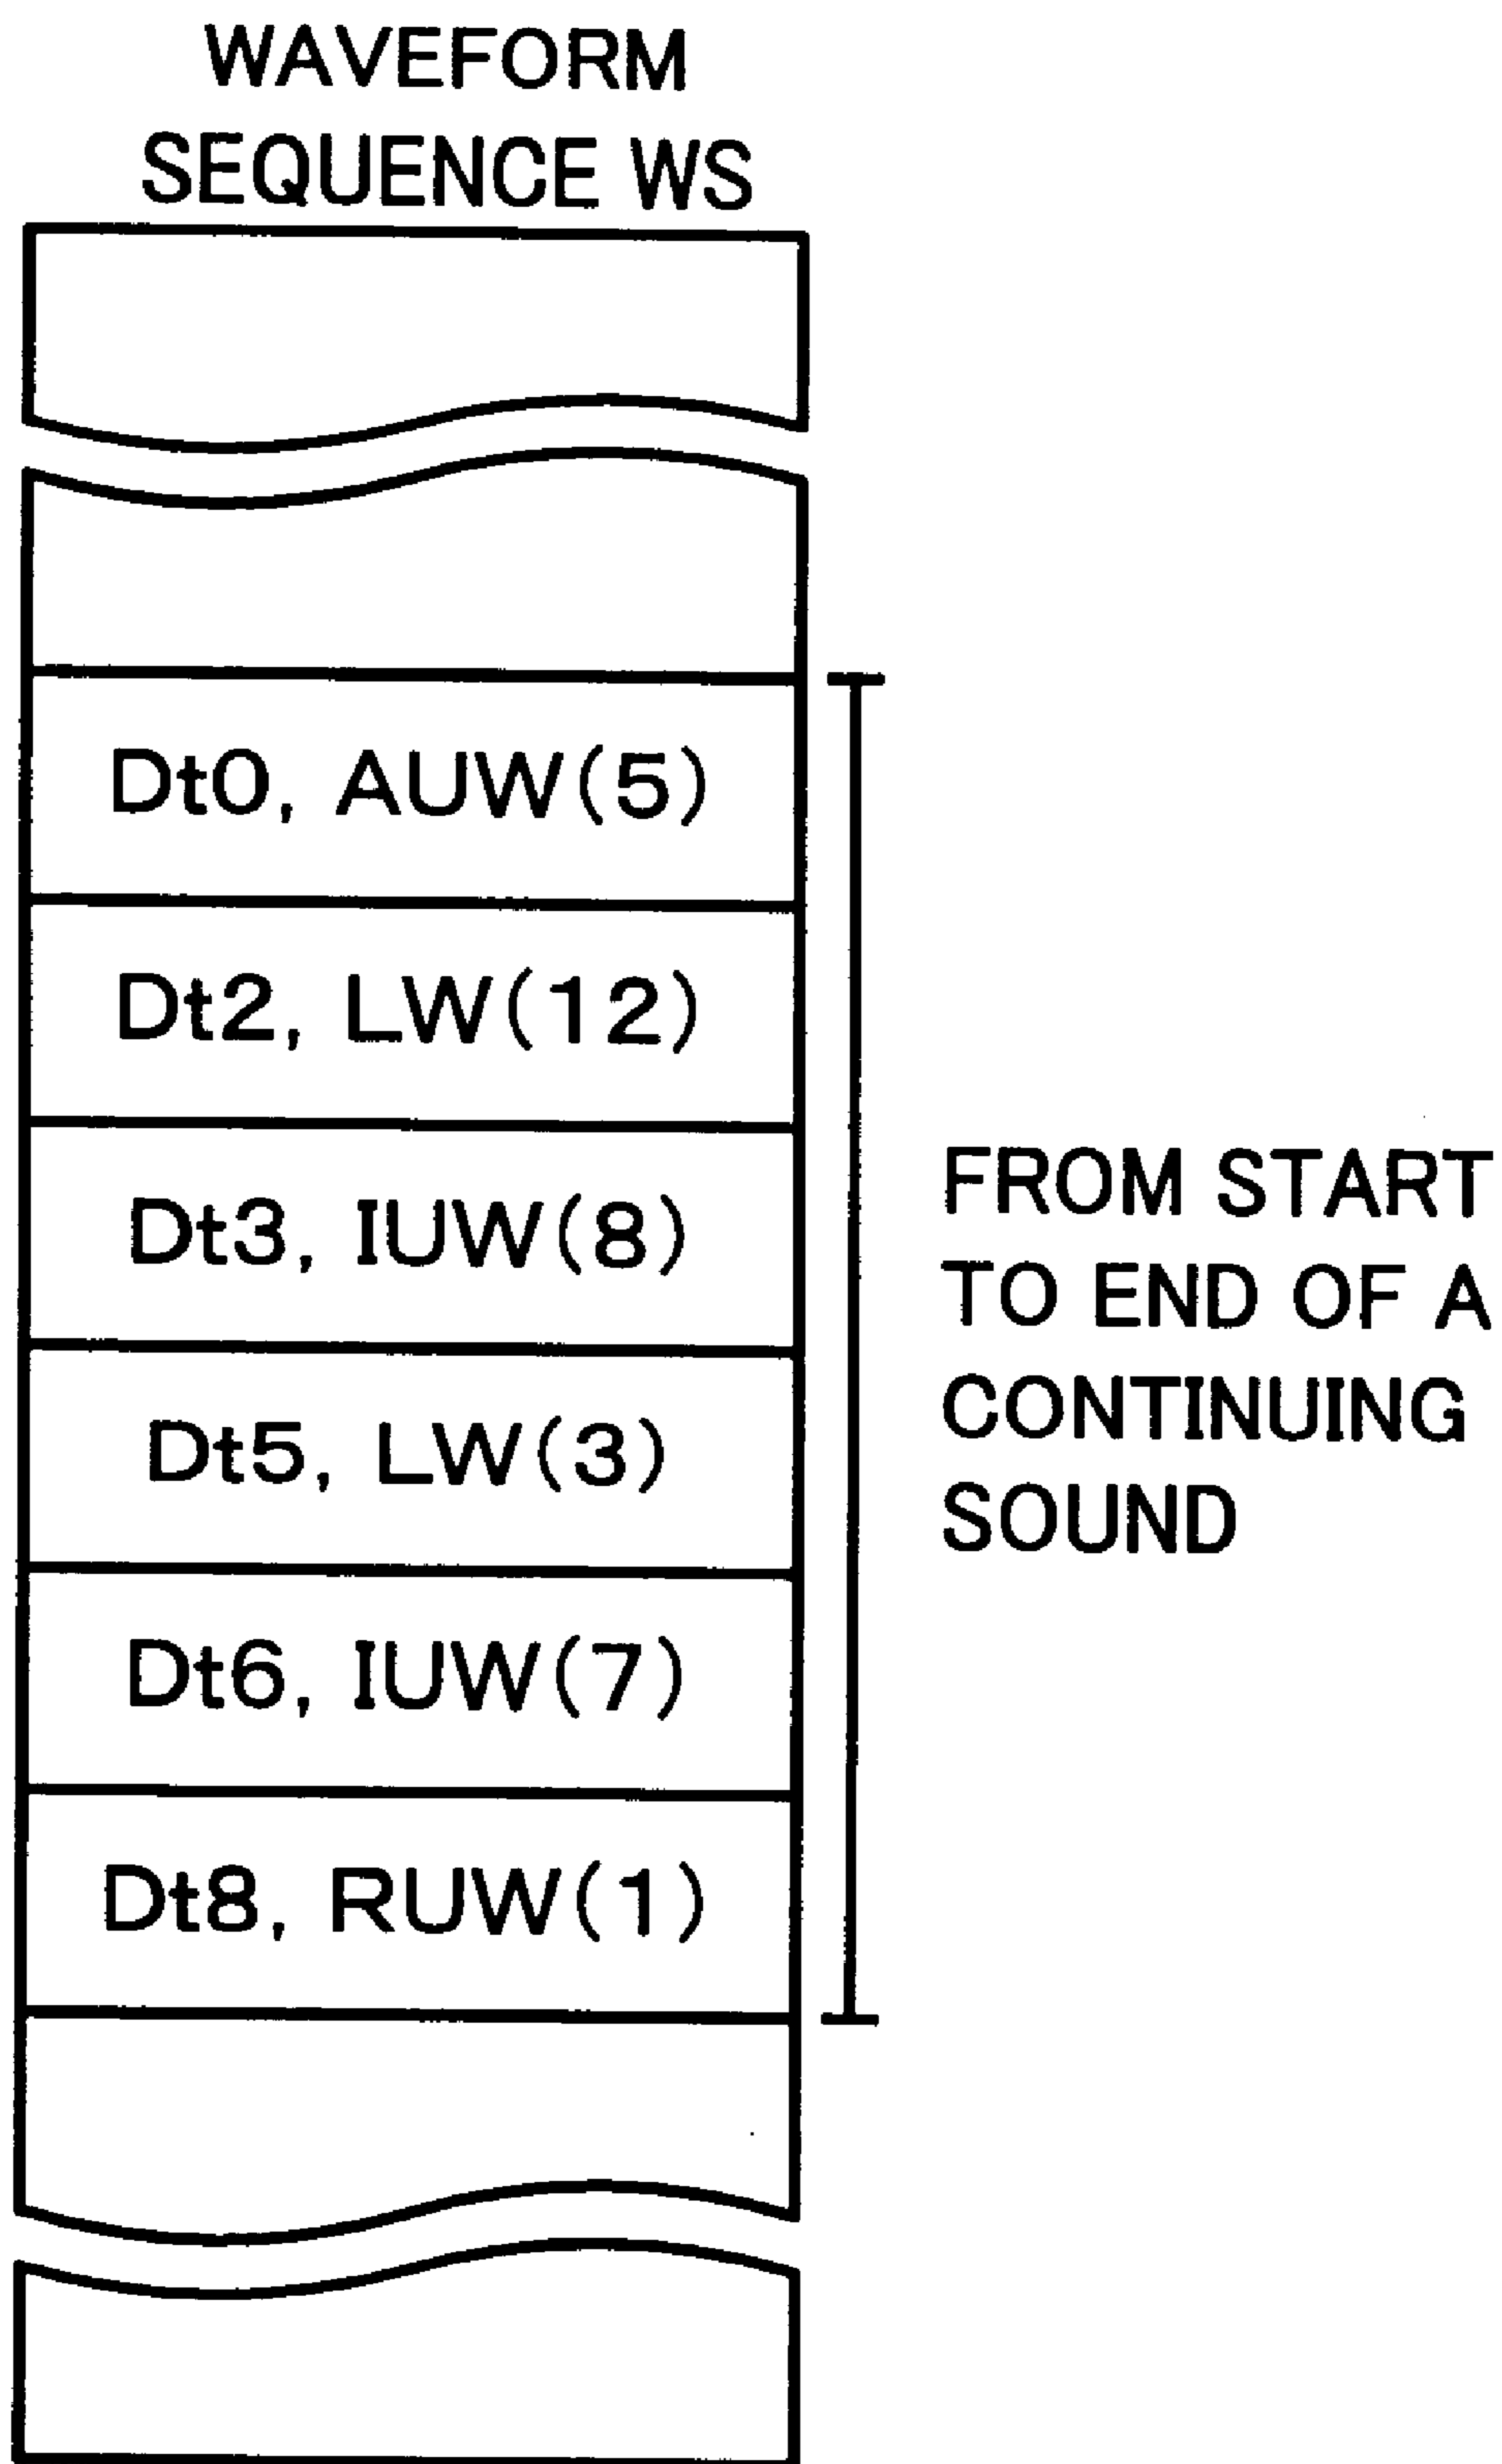 WAVEFORM
SEQUENCE WS
Dt0, AUW(5)
Dt2, LW(12)
Dt3, IUW(8)
Dt5, LW(3)
Dt6, IUW(7)
Dt8, RUW(1)
FROM START
TO END OF A
CONTINUING
SOUND